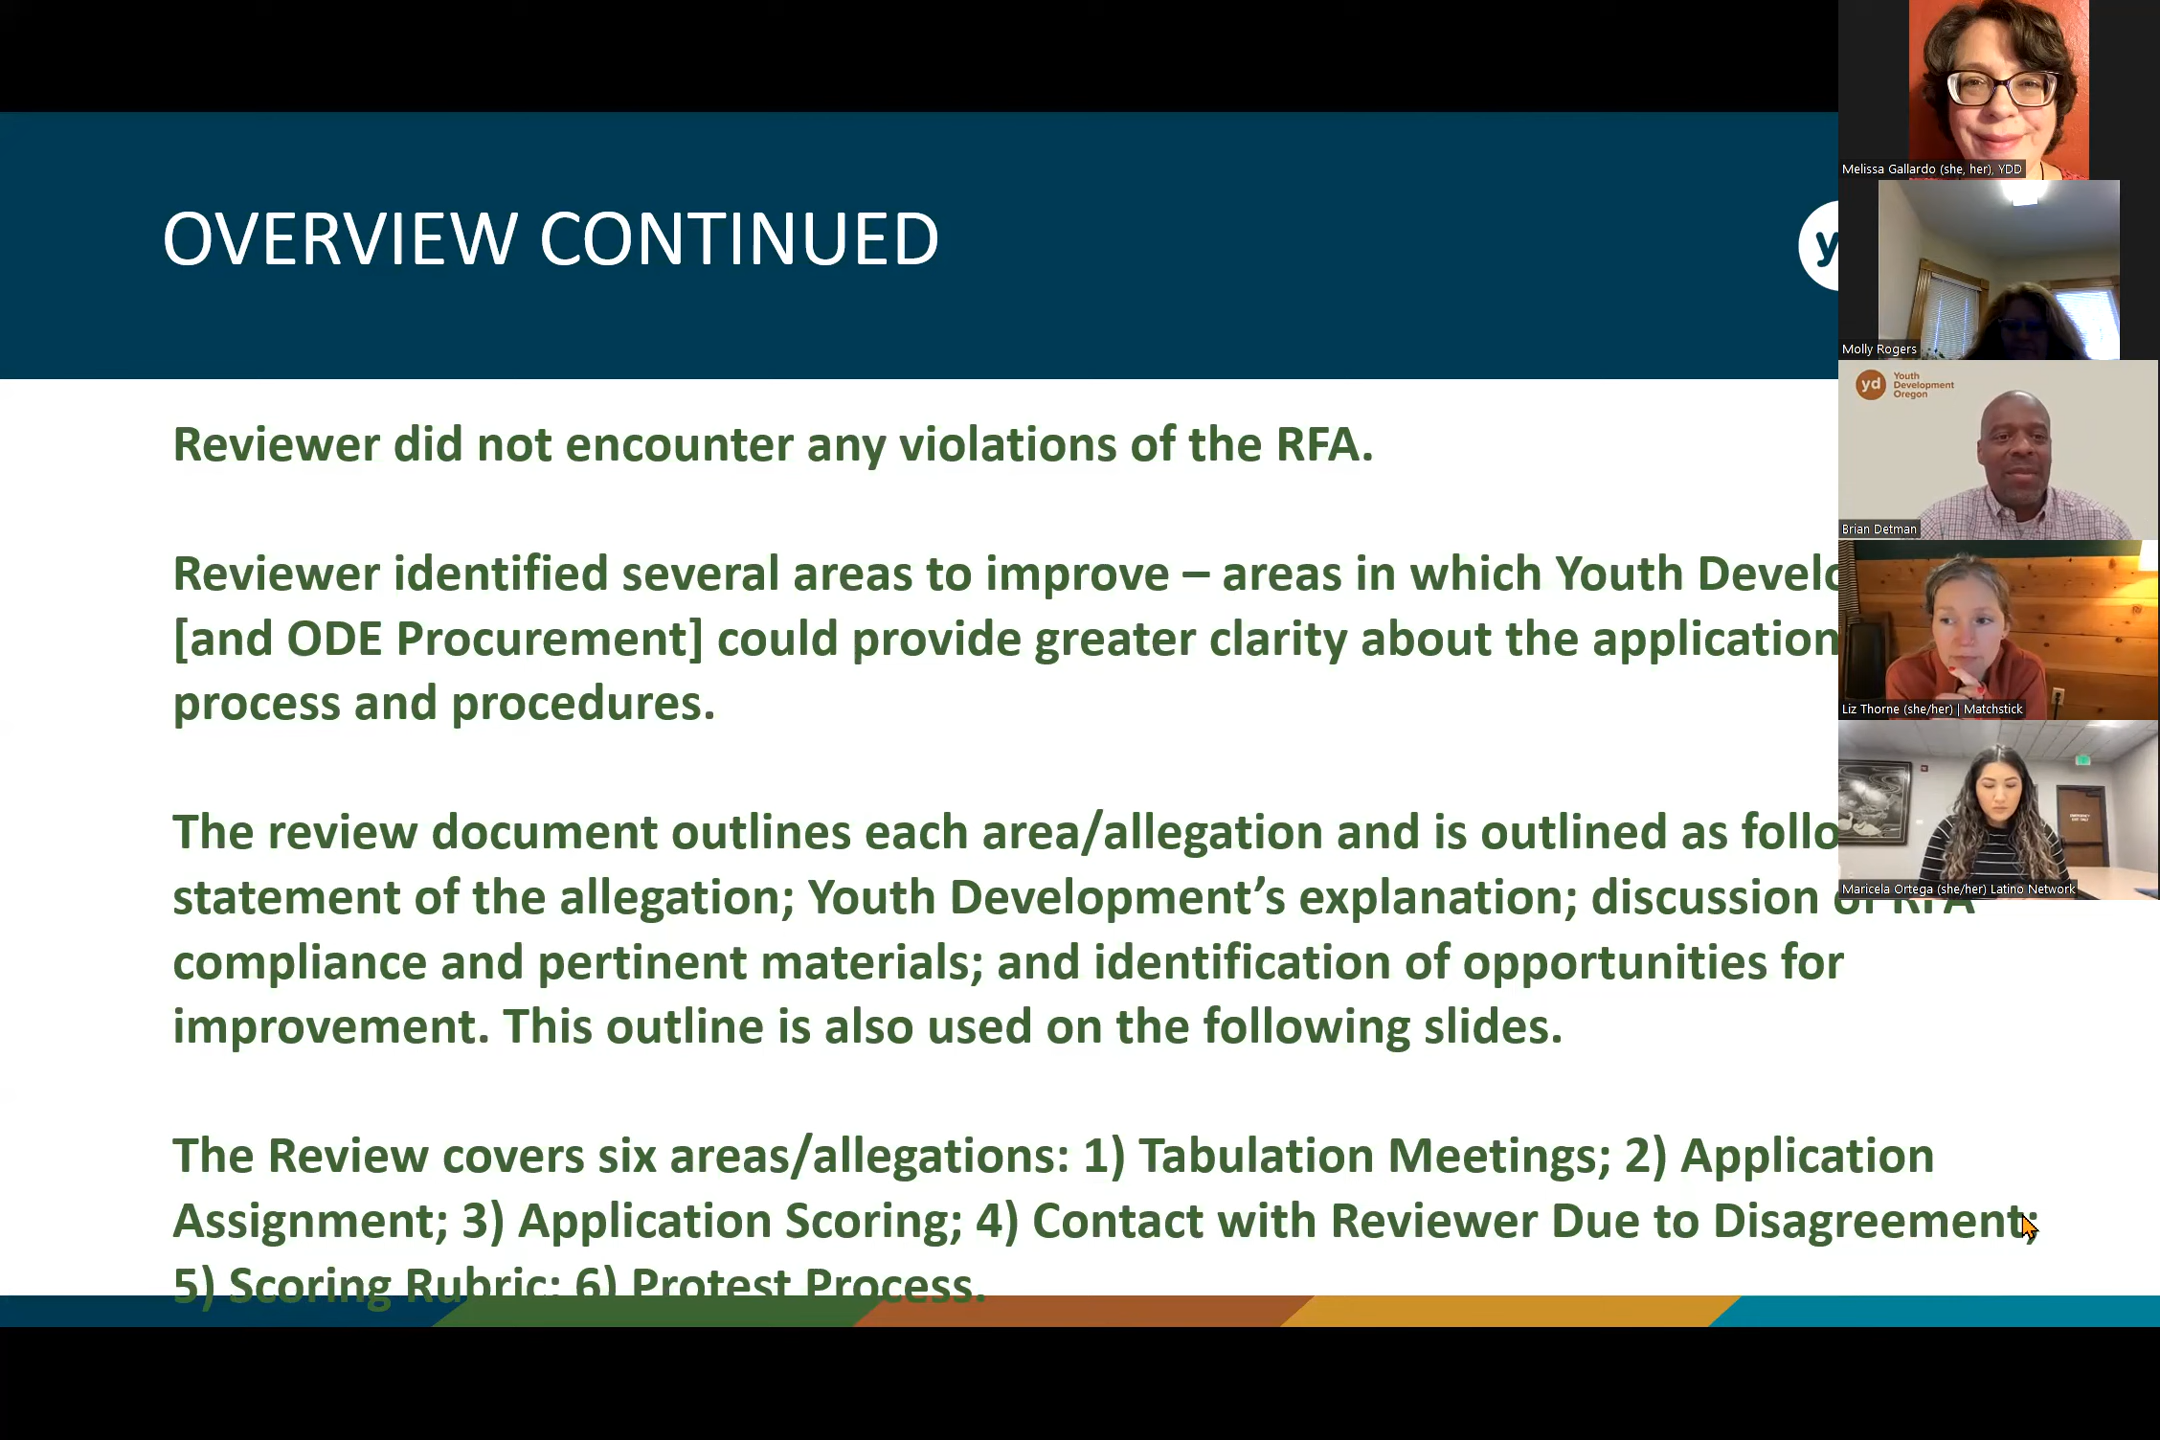 OVERVIEW CONTINUED
Reviewer did not encounter any violations of the RFA.
Reviewer identified several areas to improve – areas in which Youth Develo
[and ODE Procurement] could provide greater clarity about the application
process and procedures.
The review document outlines each area/allegation and is outlined as follo
statement of the allegation; Youth Development’s explanation; discussion of RFA
compliance and pertinent materials; and identification of opportunities for
improvement. This outline is also used on the following slides.
The Review covers six areas/allegations: 1) Tabulation Meetings; 2) Application
Assignment; 3) Application Scoring; 4) Contact with Reviewer Due to Disagreement;
5) Scoring Rubric; 6) Protest Process.
y
Melissa Gallardo (she, her), YDD
Molly Rogers
yd Youth
Development
Oregon
Brian Detman
Liz Thorne (she/her) | Matchstick
Maricela Ortega (she/her) Latino Network